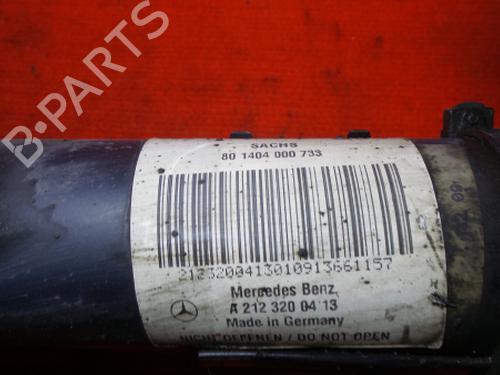 SACHS
80 1404 000 733
2123200413010913661157
Mercedes Benz
A 212 320 04 13
Made in Germany
NICHT OEFFENEN / DO NOT OPEN
B-PARTS